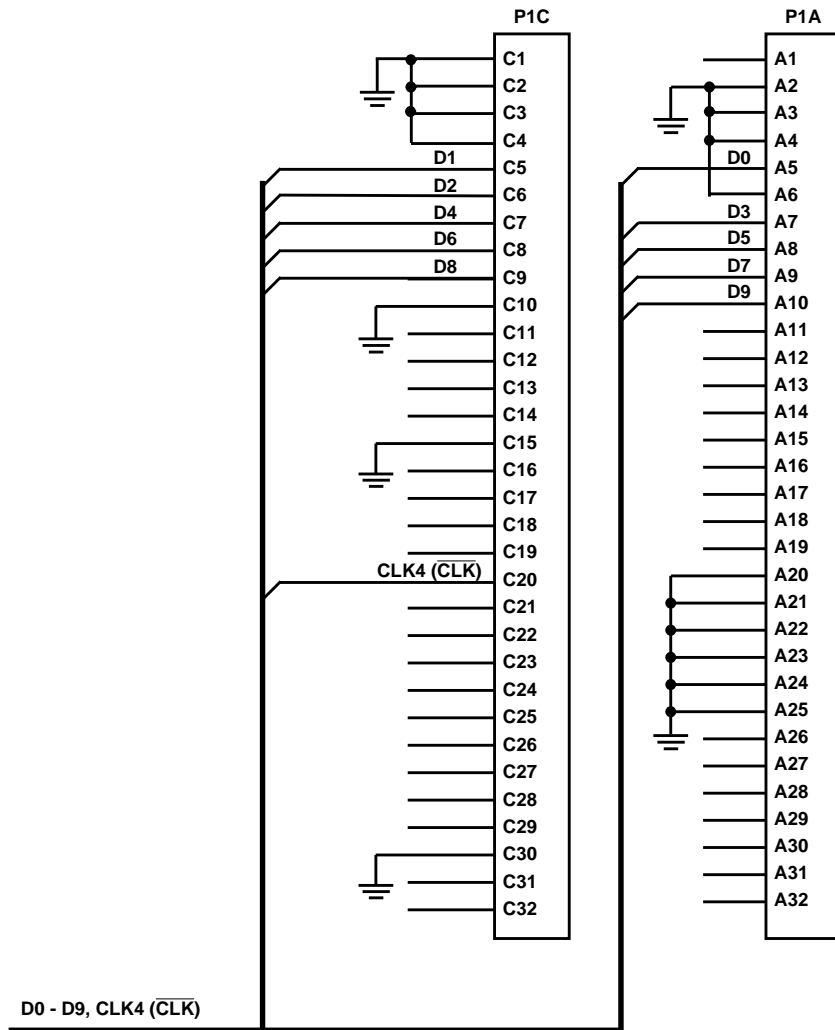 P1C
C1
C2
C3
C4
D1
C5
D2
C6
D4
C7
D6
C8
D8
C9
C10
C11
C12
C13
C14
C15
C16
C17
C18
C19
CLK4 (C̅L̅K̅)
C20
C21
C22
C23
C24
C25
C26
C27
C28
C29
C30
C31
C32
P1A
A1
A2
A3
A4
D0
A5
A6
D3
A7
D5
A8
D7
A9
D9
A10
A11
A12
A13
A14
A15
A16
A17
A18
A19
A20
A21
A22
A23
A24
A25
A26
A27
A28
A29
A30
A31
A32
D0 - D9, CLK4 (C̅L̅K̅)